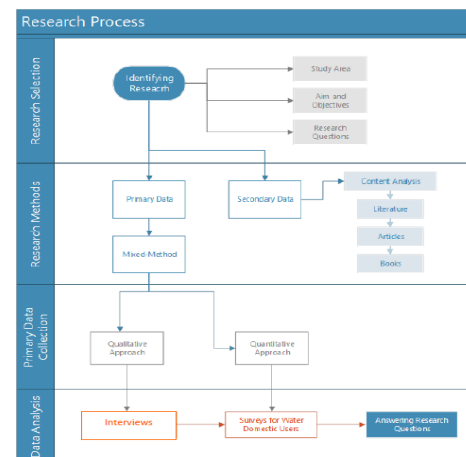 Research Process
Research Selection
Identifying
Research
Study Area
Aim and
Objectives
Research
Questions
Research Methods
Primary Data
Secondary Data
Content Analysis
Literature
Mixed-Method
Articles
Books
Primary Data
Collection
Qualitative
Approach
Quantitative
Approach
Data Analysis
Interviews
Surveys for Water
Domestic Users
Answering Research
Questions